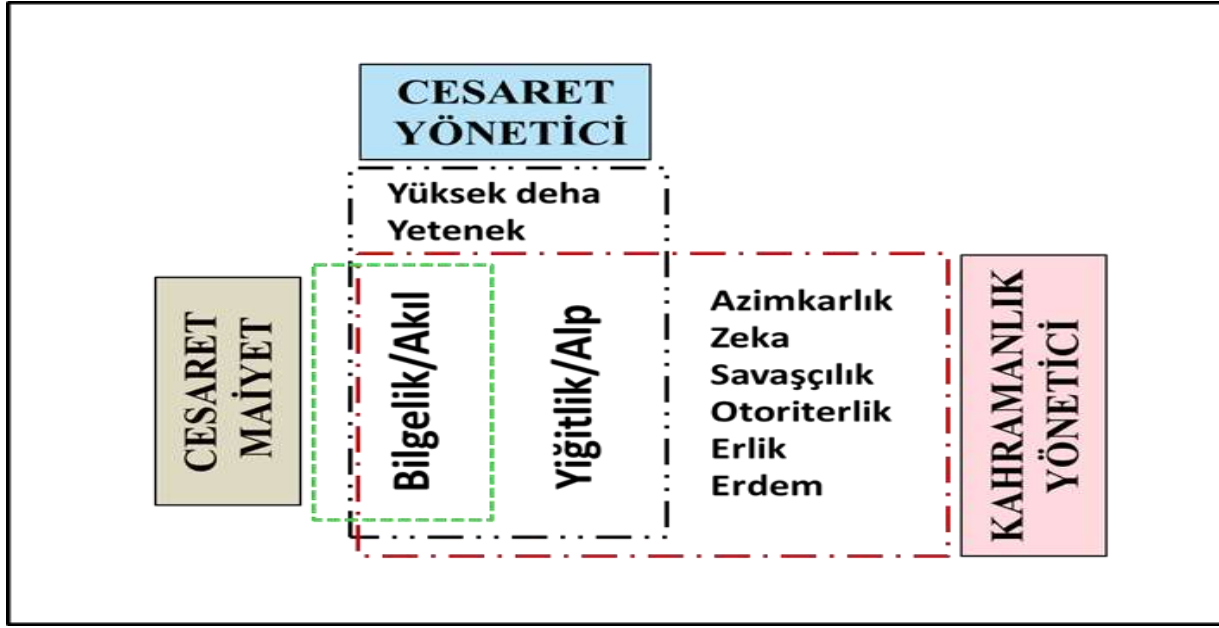 CESARET
YÖNETİCİ
Yüksek deha
Yetenek
CESARET
MAİYET
Bilgelik/Akıl
Yiğitlik/Alp
Azimkarlık
Zeka
Savaşçılık
Otoriterlik
Erlik
Erdem
KAHRAMANLIK
YÖNETİCİ